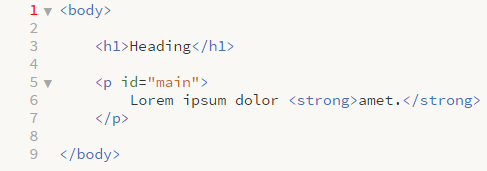 1 ▼ <body>
2
3 <h1>Heading</h1>
4
5 ▼ <p id="main">
6 Lorem ipsum dolor <strong>amet.</strong>
7 </p>
8
9 </body>